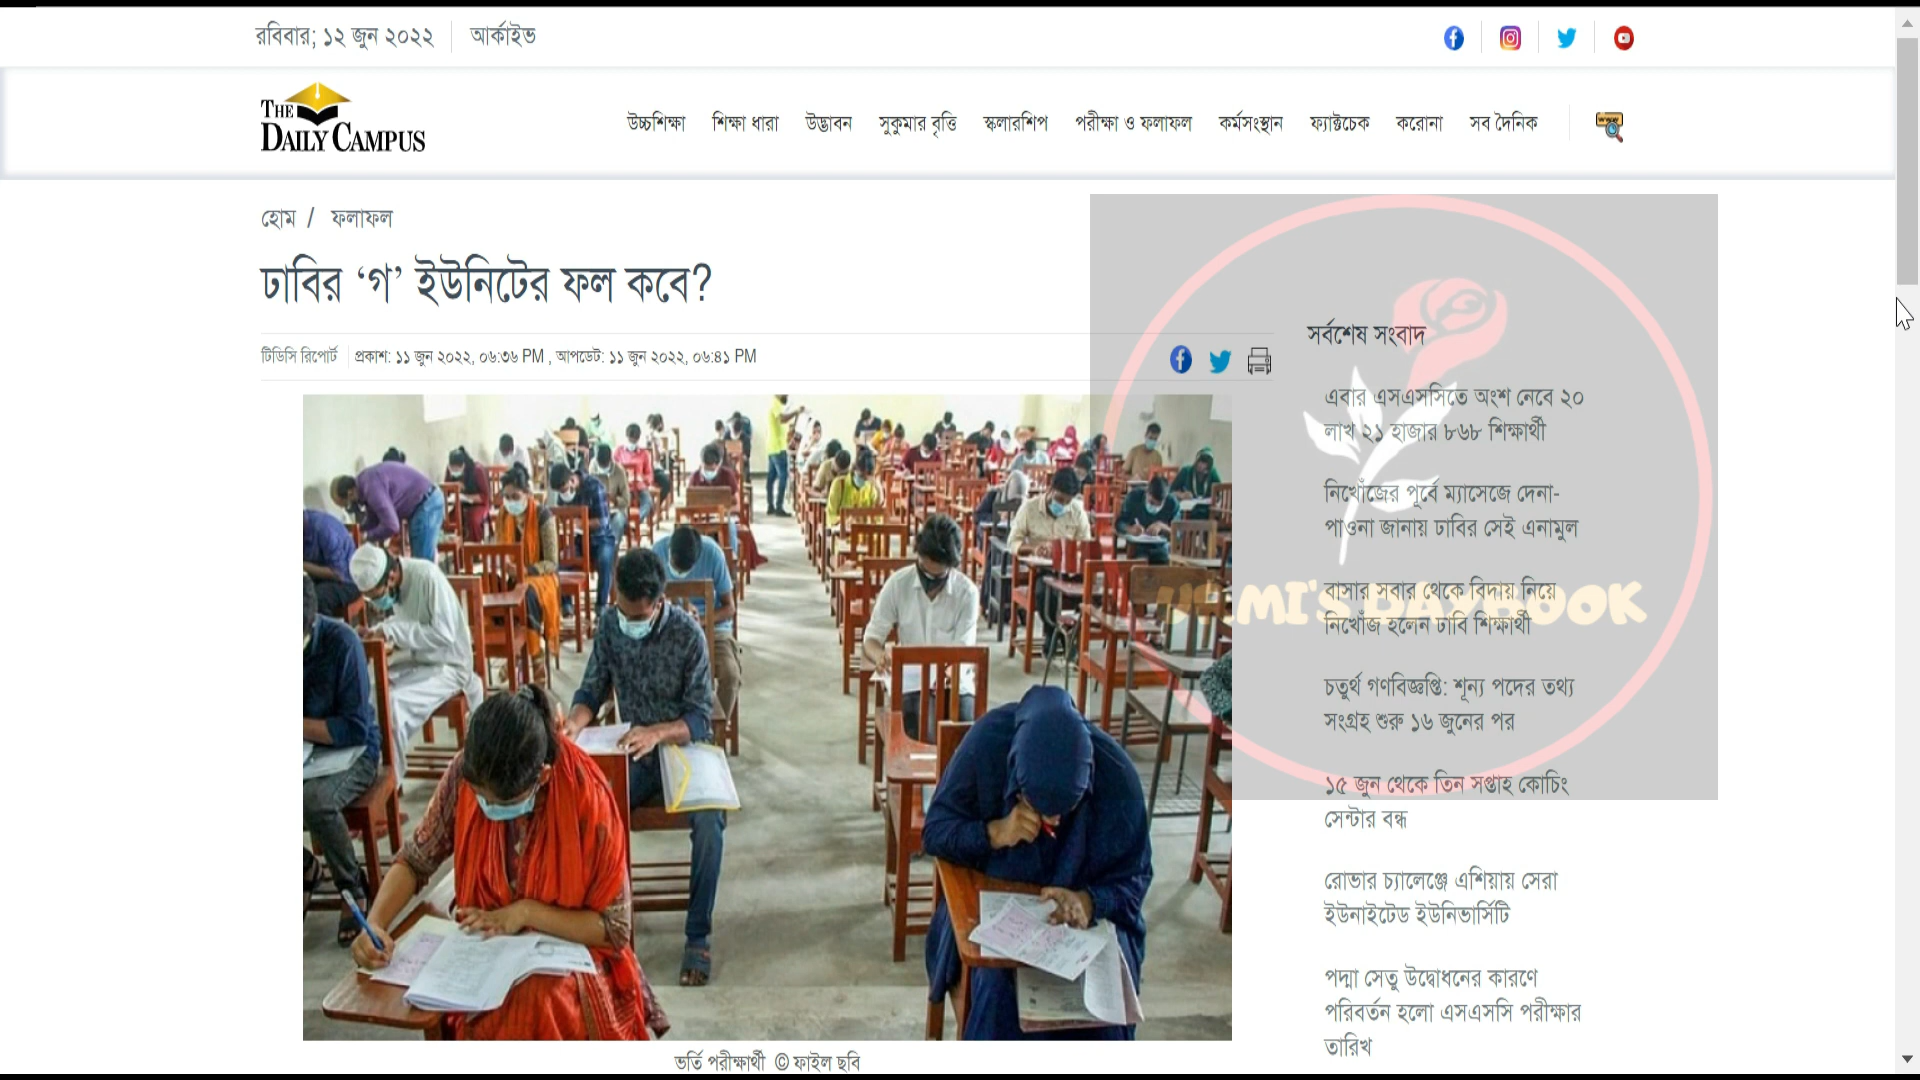 রবিবার; ১২ জুন ২০২২ আর্কাইভ
THE
DAILY CAMPUS
উচ্চশিক্ষা শিক্ষা ধারা উদ্ভাবন সুকুমার বৃত্তি স্কলারশিপ পরীক্ষা ও ফলাফল কর্মসংস্থান ফ্যাক্টচেক করোনা সব দৈনিক
হোম / ফলাফল
ঢাবির ‘গ’ ইউনিটের ফল কবে?
টিডিসি রিপোর্ট প্রকাশ: ১১ জুন ২০২২, ০৬:৩৬ PM , আপডেট: ১১ জুন ২০২২, ০৬:৪১ PM
ভর্তি পরীক্ষার্থী © ফাইল ছবি
সর্বশেষ সংবাদ
এবার এসএসসিতে অংশ নেবে ২০
লাখ ২১ হাজার ৮৬৮ শিক্ষার্থী
নিখোঁজের পূর্বে ম্যাসেজে দেনা-
পাওনা জানায় ঢাবির সেই এনামুল
বাসার সবার থেকে বিদায় নিয়ে
নিখোঁজ হলেন ঢাবি শিক্ষার্থী
চতুর্থ গণবিজ্ঞপ্তি: শূন্য পদের তথ্য
সংগ্রহ শুরু ১৬ জুনের পর
১৫ জুন থেকে তিন সপ্তাহ কোচিং
সেন্টার বন্ধ
রোভার চ্যালেঞ্জে এশিয়ায় সেরা
ইউনাইটেড ইউনিভার্সিটি
পদ্মা সেতু উদ্বোধনের কারণে
পরিবর্তন হলো এসএসসি পরীক্ষার
তারিখ